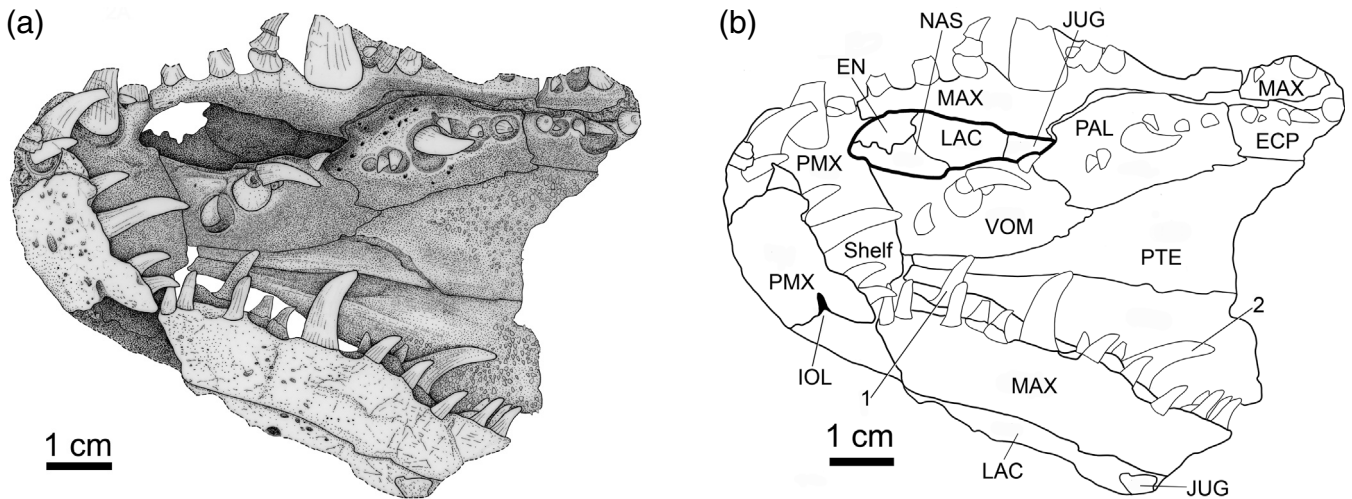 (a)
1 cm
(b)
NAS
JUG
EN
MAX
MAX
LAC
PAL
ECP
PMX
VOM
Shelf
PTE
PMX
2
IOL
1
MAX
1 cm
LAC
JUG